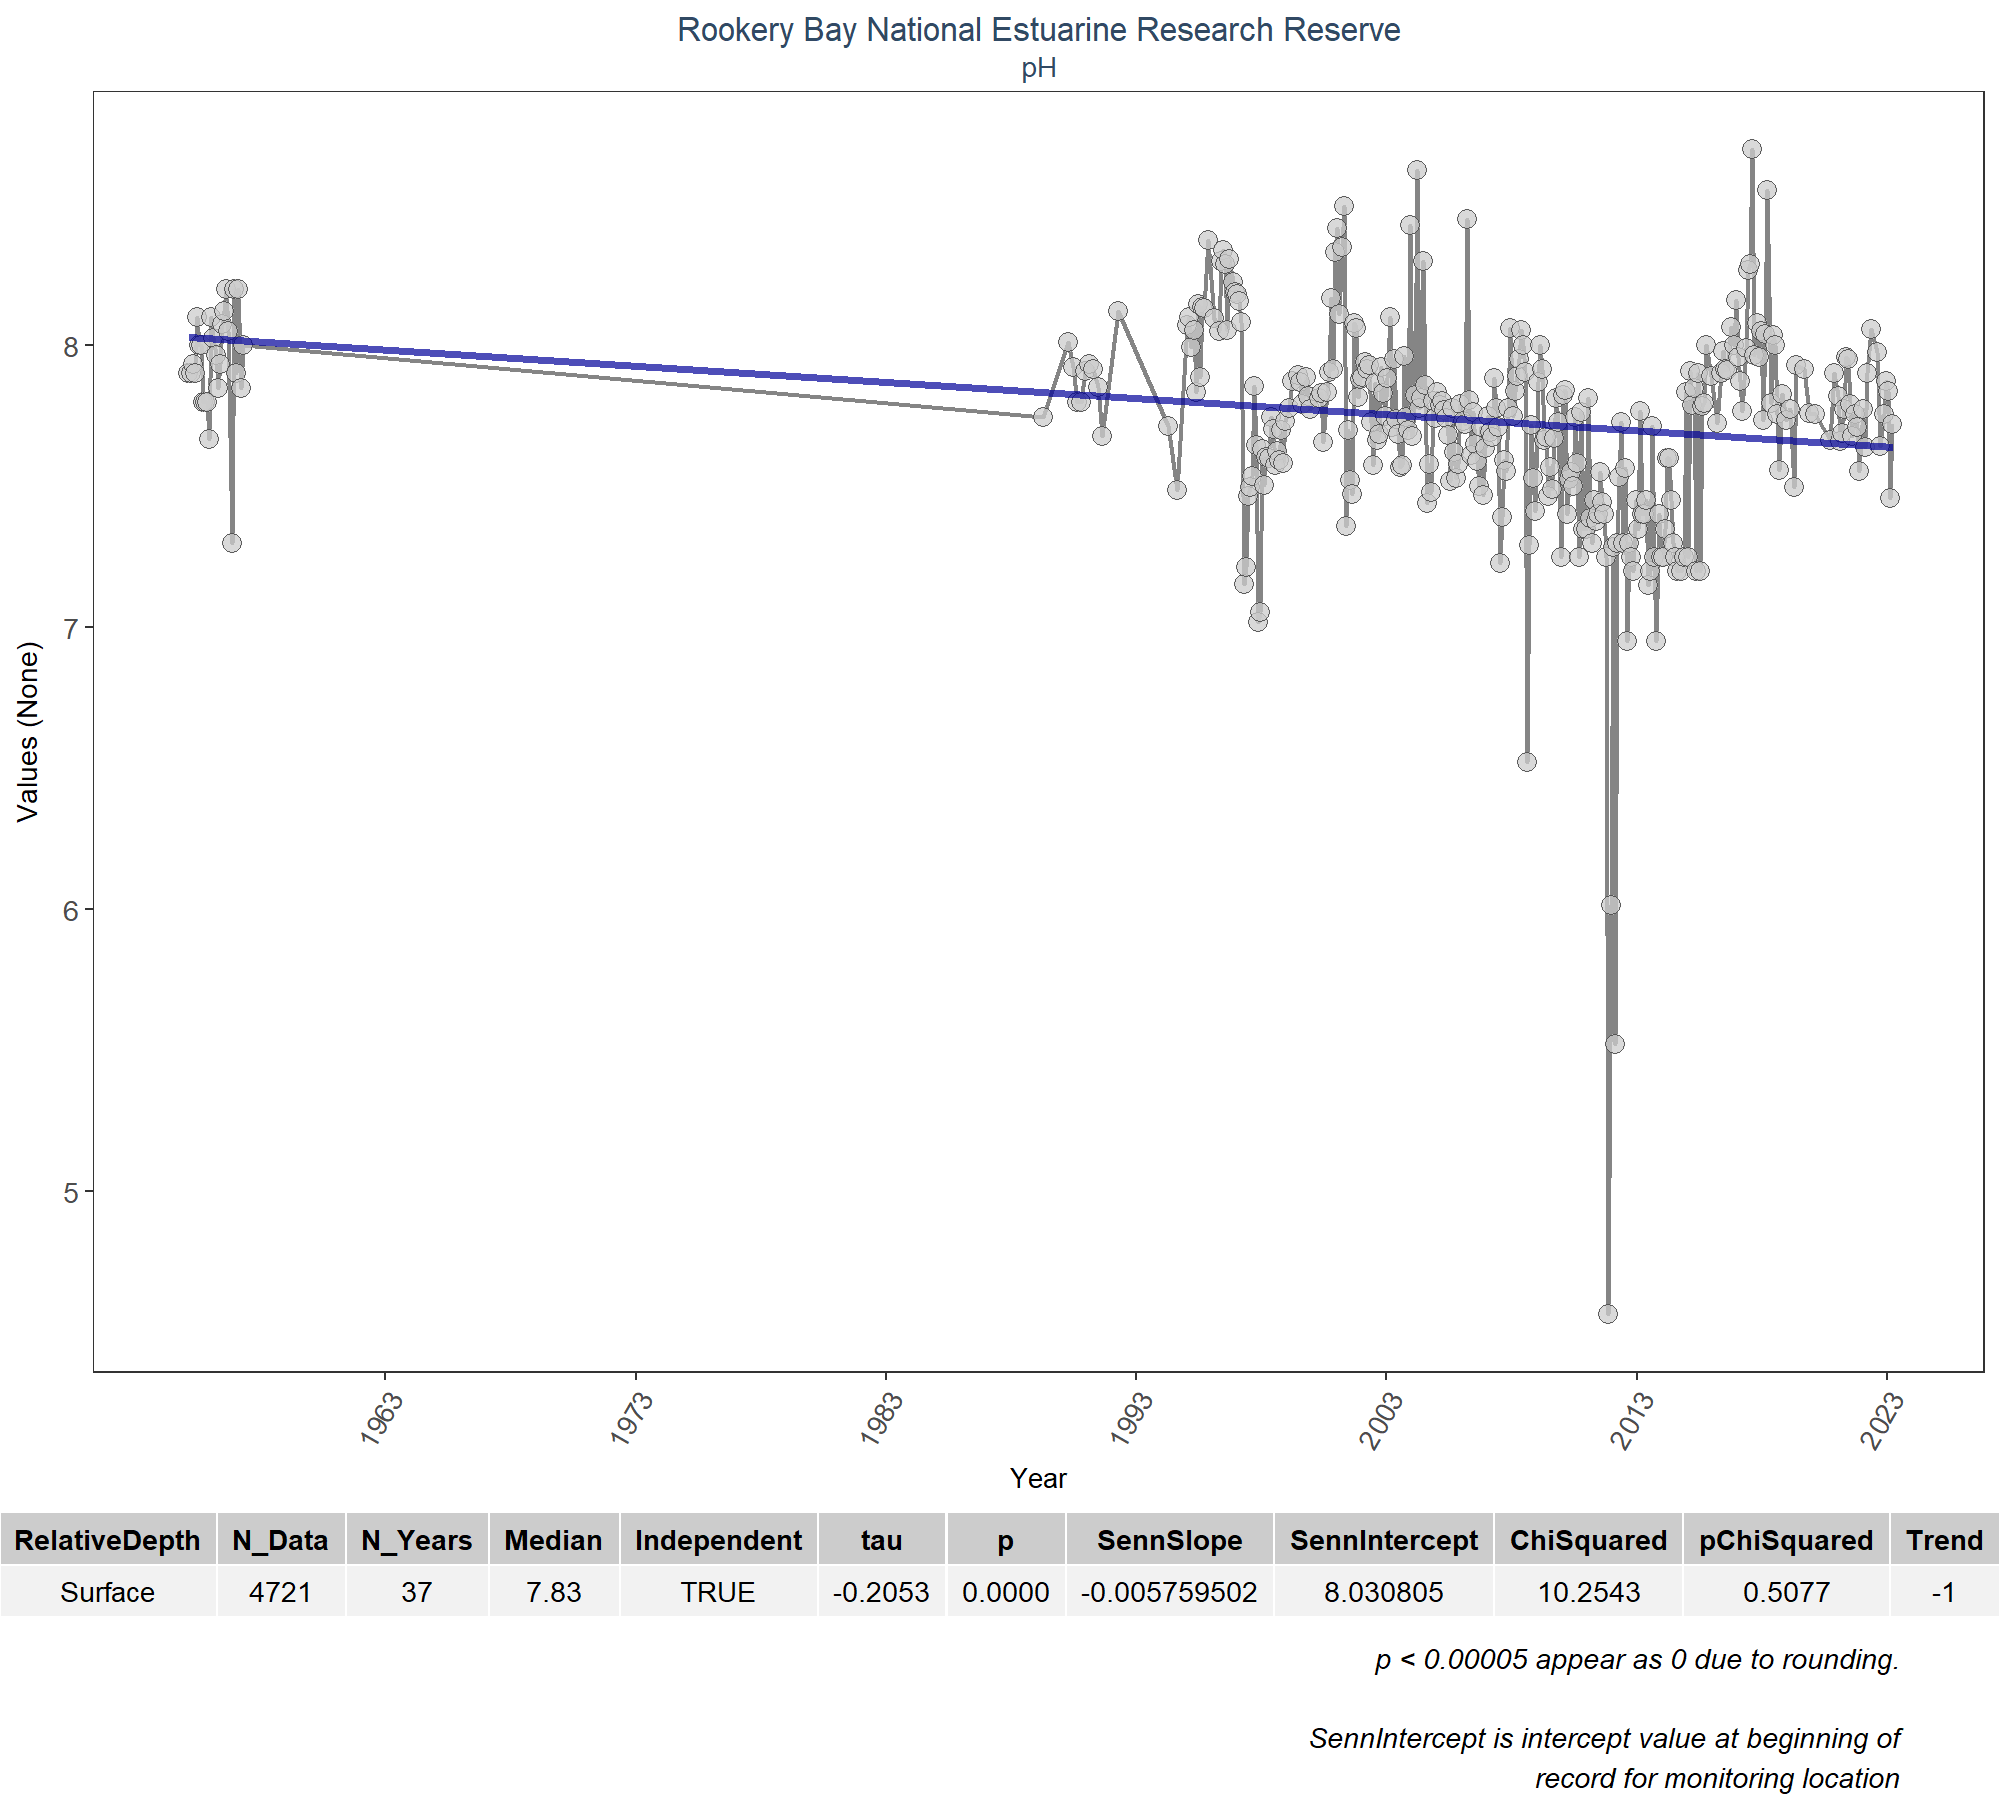 Rookery Bay National Estuarine Research Reserve
pH
Values (None)
8
7
6
5
1963 1973 1983 1993 2003 2013 2023
Year
RelativeDepth N_Data N_Years Median Independent tau p SennSlope SennIntercept ChiSquared pChiSquared Trend
Surface 4721 37 7.83 TRUE -0.2053 0.0000 -0.005759502 8.030805 10.2543 0.5077 -1
p < 0.00005 appear as 0 due to rounding.
SennIntercept is intercept value at beginning of
record for monitoring location